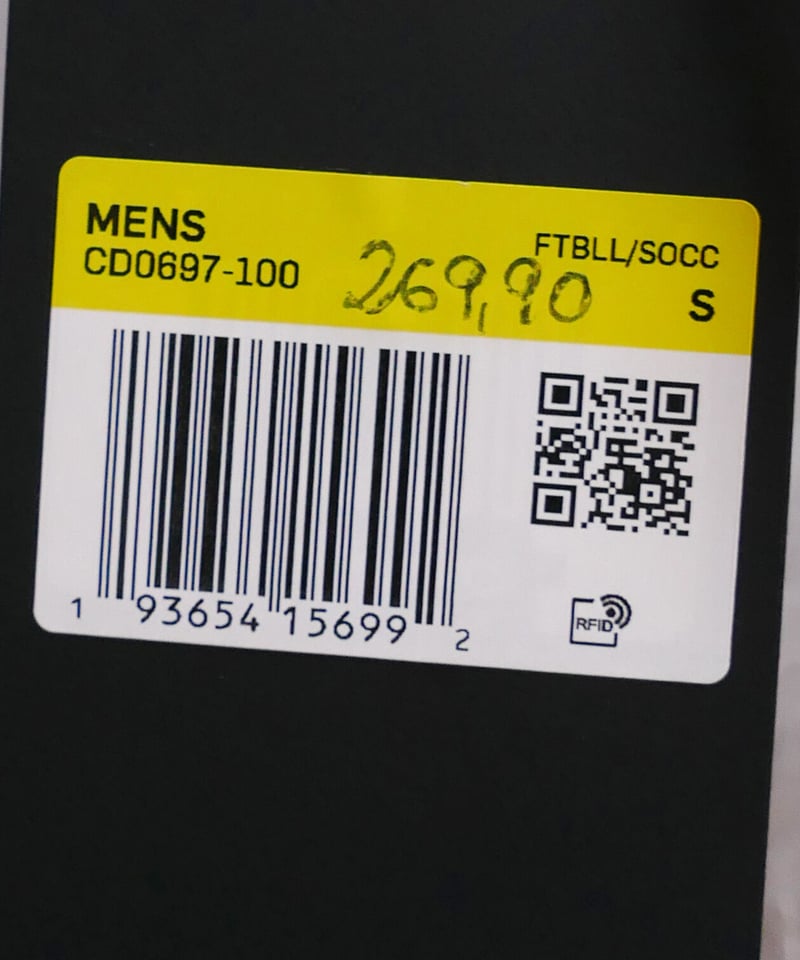 MENS
FTBLL/SOCC
CD0697-100
269,90
S
1 93654 15699 2
RFID